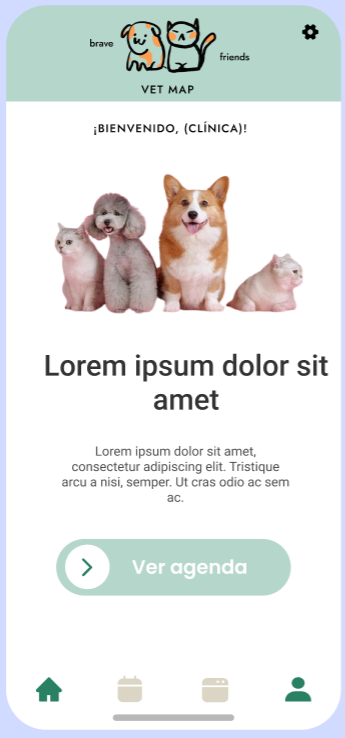 brave
friends
VET MAP
¡BIENVENIDO, (CLÍNICA)!
Lorem ipsum dolor sit
amet
Lorem ipsum dolor sit amet,
consectetur adipiscing elit. Tristique
arcu a nisi, semper. Ut cras odio ac sem
ac.
Ver agenda